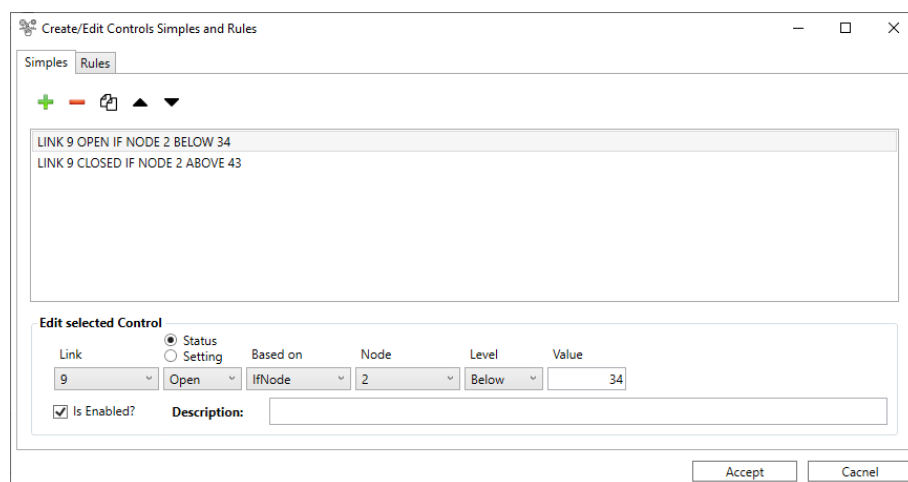 Create/Edit Controls Simples and Rules
Simples Rules
LINK 9 OPEN IF NODE 2 BELOW 34
LINK 9 CLOSED IF NODE 2 ABOVE 43
Edit selected Control
Status
Link Setting Based on Node Level Value
9 Open IfNode 2 Below 34
Is Enabled? Description:
Accept Cacnel